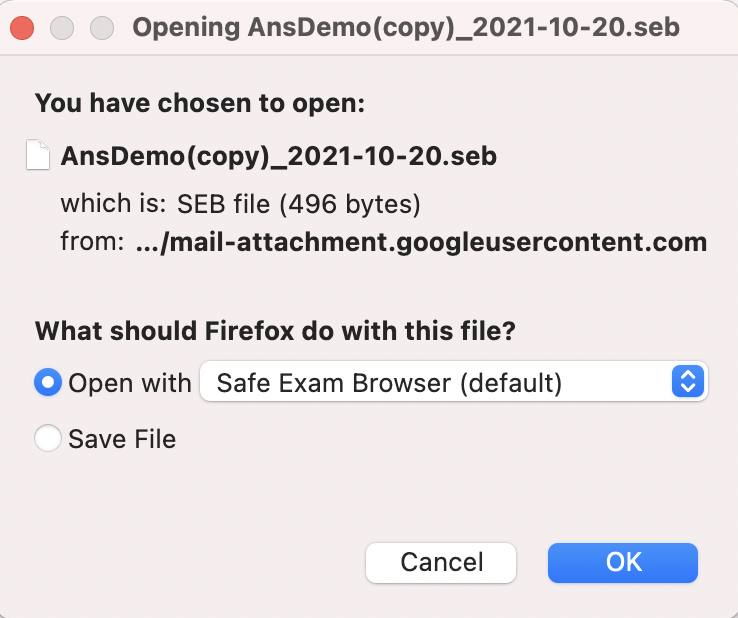 Opening AnsDemo(copy)_2021-10-20.seb
You have chosen to open:
AnsDemo(copy)_2021-10-20.seb
which is: SEB file (496 bytes)
from: .../mail-attachment.googleusercontent.com
What should Firefox do with this file?
Open with Safe Exam Browser (default)
Save File
Cancel OK